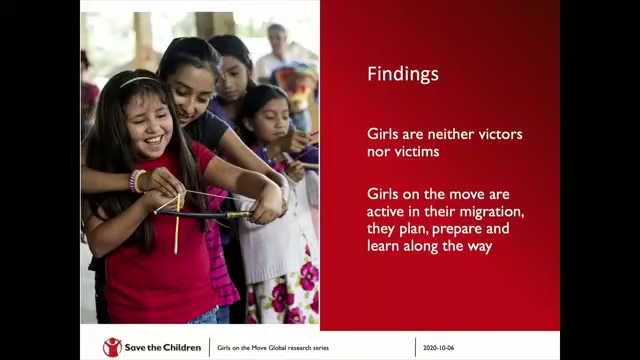 Findings
Girls are neither victors
nor victims
Girls on the move are
active in their migration,
they plan, prepare and
learn along the way
Save the Children
Girls on the Move Global research series
2020-10-06